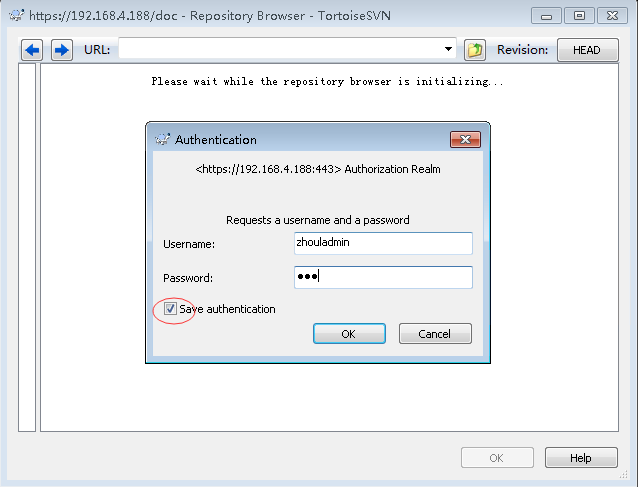 https://192.168.4.188/doc - Repository Browser - TortoiseSVN
URL:
Revision:
HEAD
Please wait while the repository browser is initializing...
Authentication
<https://192.168.4.188:443> Authorization Realm
Requests a username and a password
Username:
zhouladmin
Password:
●●●
Save authentication
OK
Cancel
OK
Help